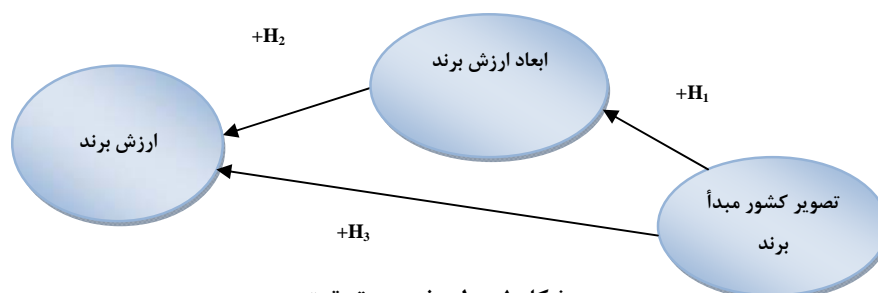 +H₂
ابعاد ارزش برند
+H₁
ارزش برند
تصویر کشور مبدأ
برند
+H₃